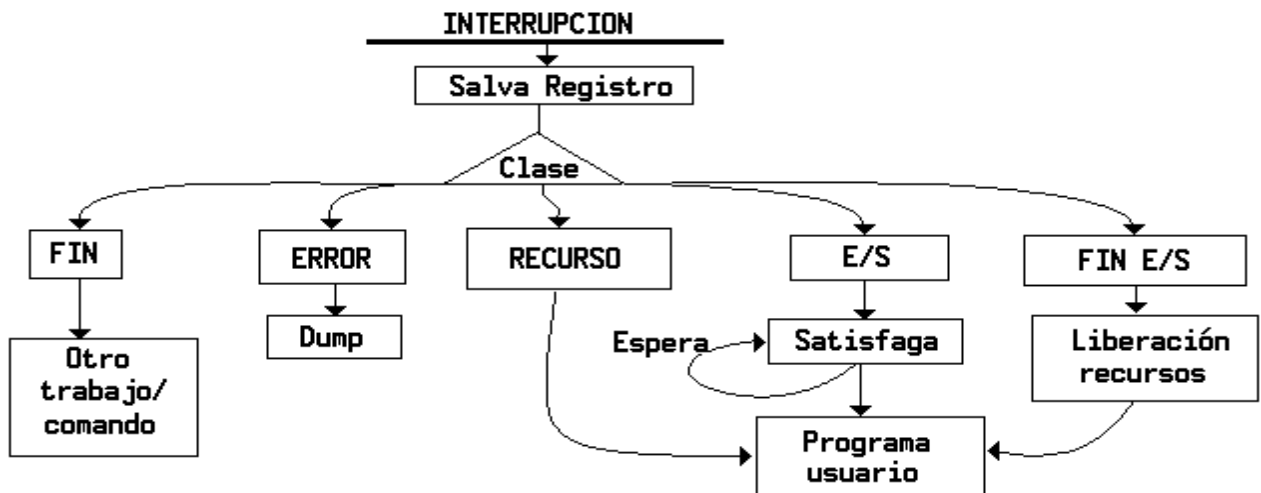 INTERRUPCION
Salva Registro
Clase
FIN
ERROR
RECURSO
E/S
FIN E/S
Otro
trabajo/
comando
Dump
Espera
Satisfaga
Liberación
recursos
Programa
usuario